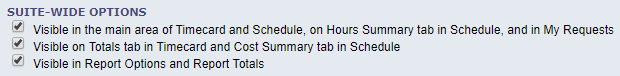 SUITE-WIDE OPTIONS
Visible in the main area of Timecard and Schedule, on Hours Summary tab in Schedule, and in My Requests
Visible on Totals tab in Timecard and Cost Summary tab in Schedule
Visible in Report Options and Report Totals